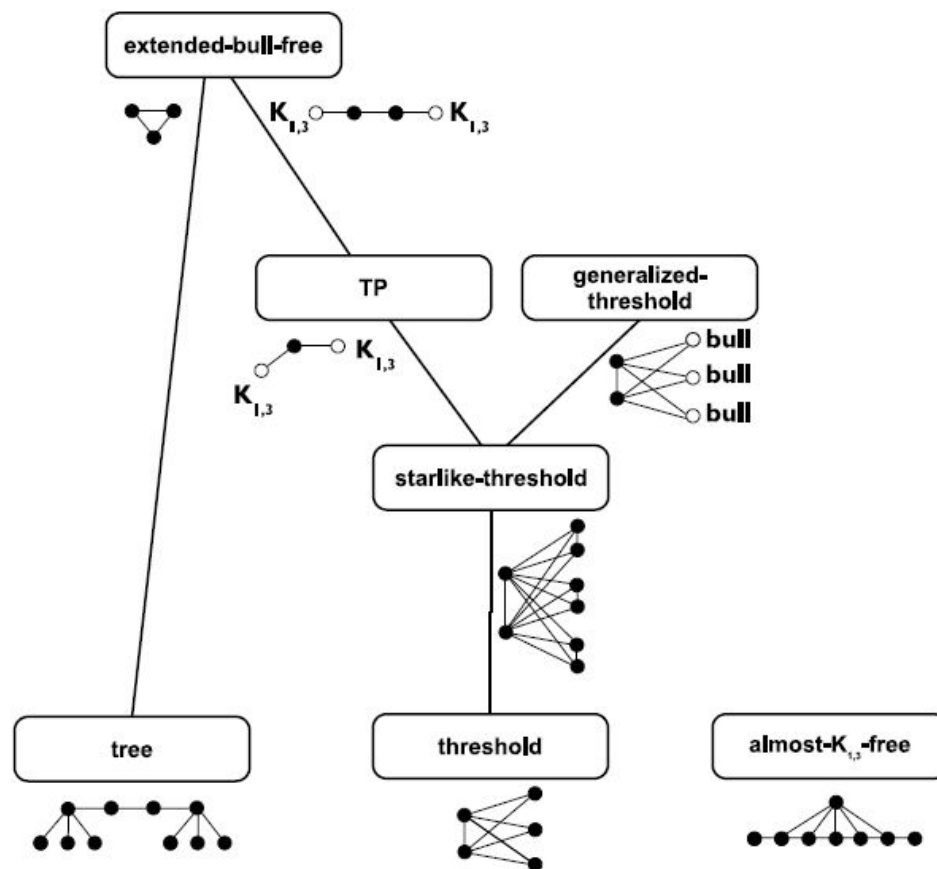 extended-bull-free
K₁,₃ K₁,₃
TP
generalized-
threshold
K₁,₃
K₁,₃
bull
bull
bull
starlike-threshold
tree
threshold
almost-K₁,₃-free